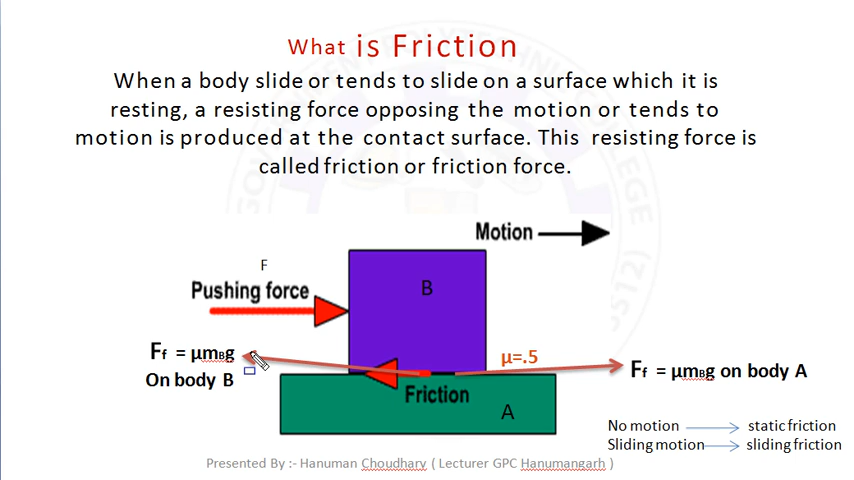 What is Friction
When a body slide or tends to slide on a surface which it is
resting, a resisting force opposing the motion or tends to
motion is produced at the contact surface. This resisting force is
called friction or friction force.
Motion
F
Pushing force
B
Ff = μmBg
On body B
μ=.5
Ff = μmBg on body A
Friction
A
No motion static friction
Sliding motion sliding friction
Presented By :- Hanuman Choudhary ( Lecturer GPC Hanumangarh )